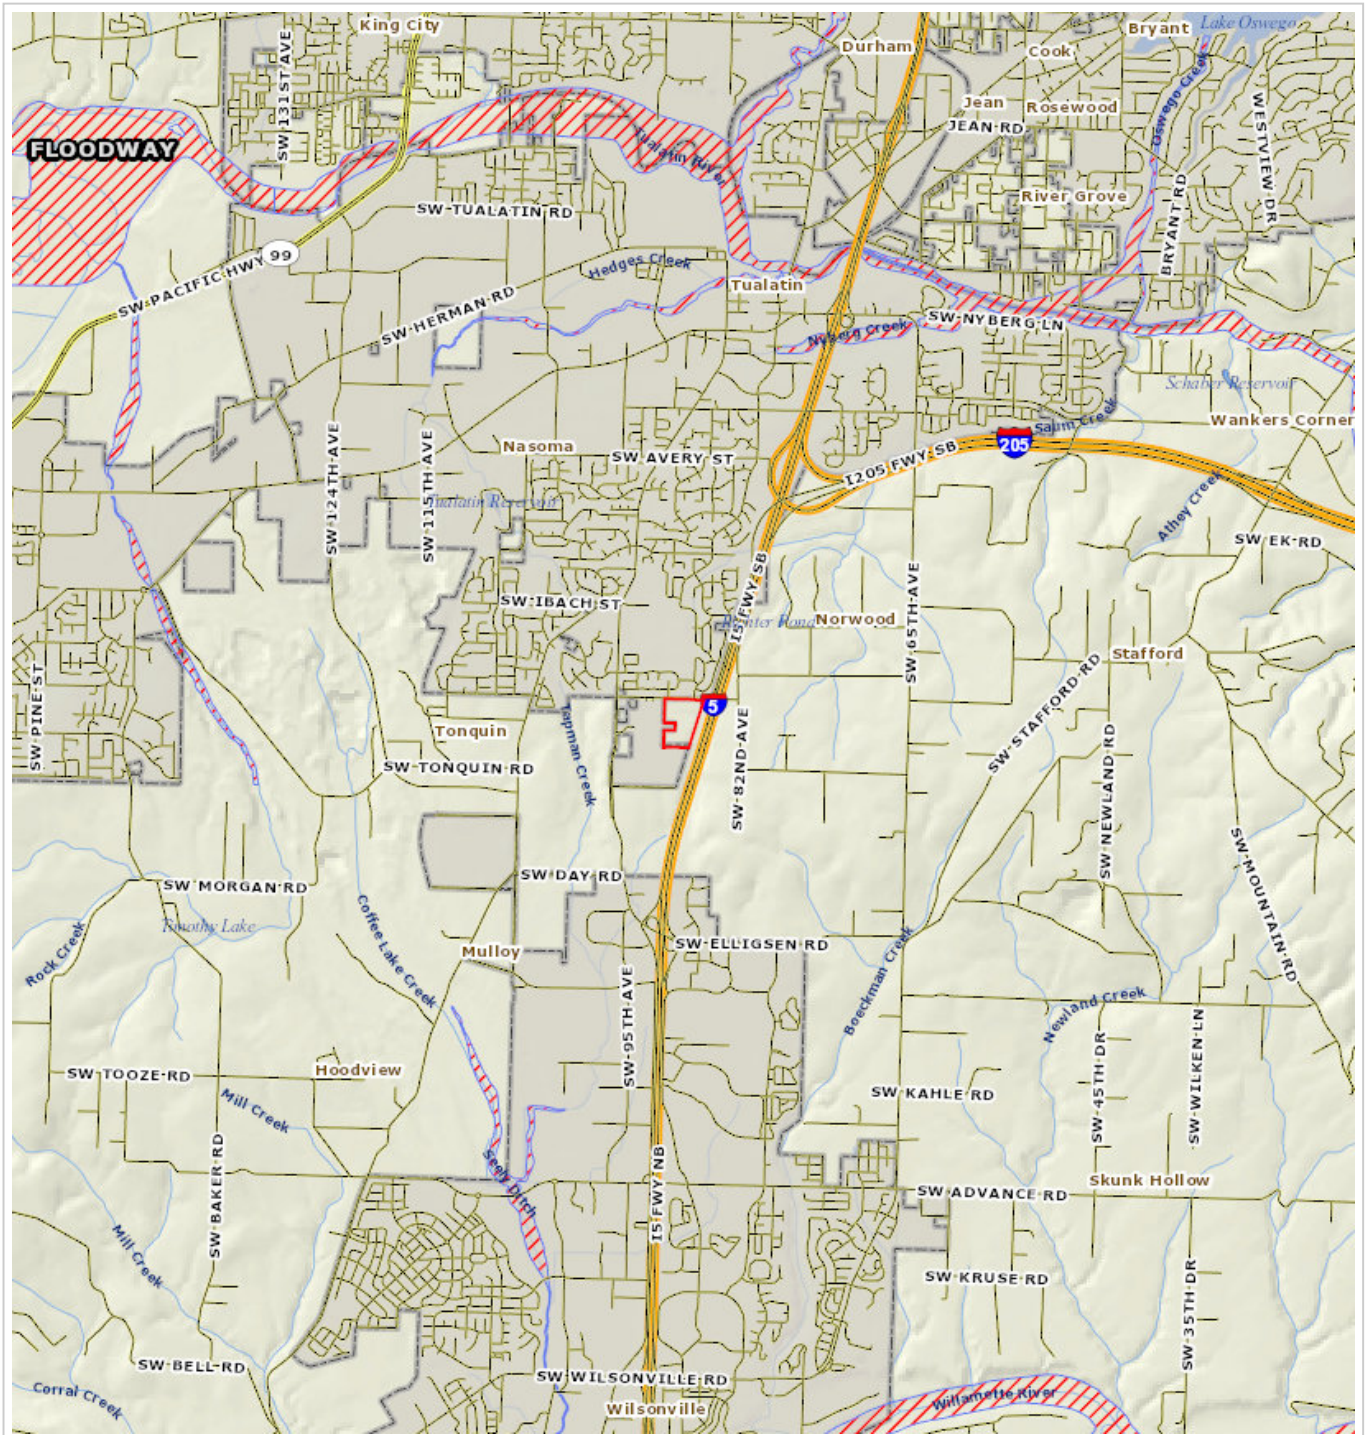 King City
Bryant
Lake Oswego
Durham
Cook
SW 131ST AVE
Oswego Creek
WESTVIEW DR
Jean
Rosewood
JEAN RD
FLOODWAY
Tualatin River
River Grove
BRYANT RD
SW TUALATIN RD
SW PACIFIC HWY
99
Hedges Creek
Tualatin
SW HERMAN RD
SW NYBERG LN
Nyberg Creek
Schaber Reservoir
Wankers Corner
Saum Creek
205
I205 FWY SB
SW 124TH AVE
SW 115TH AVE
Nasoma
SW AVERY ST
Tualatin Reservoir
Athey Creek
SW EK RD
I5 FWY SB
SW IBACH ST
SW 65TH AVE
Norwood
Stafford
SW PINE ST
SW STAFFORD RD
5
Tapman Creek
Tonquin
SW TONQUIN RD
SW 82ND AVE
SW NEWLAND RD
SW MOUNTAIN RD
SW DAY RD
SW MORGAN RD
Timothy Lake
Coffee Lake Creek
Rock Creek
Mulloy
SW ELLIGSEN RD
Boeckman Creek
Newland Creek
SW 95TH AVE
SW TOOZE RD
Hoodview
SW KAHLE RD
SW 45TH DR
SW WILKEN LN
Mill Creek
SW BAKER RD
Seely Ditch
I5 FWY NB
SW ADVANCE RD
Skunk Hollow
Mill Creek
SW KRUSE RD
SW 35TH DR
SW BELL RD
SW WILSONVILLE RD
Corral Creek
Wilsonville
Willamette River